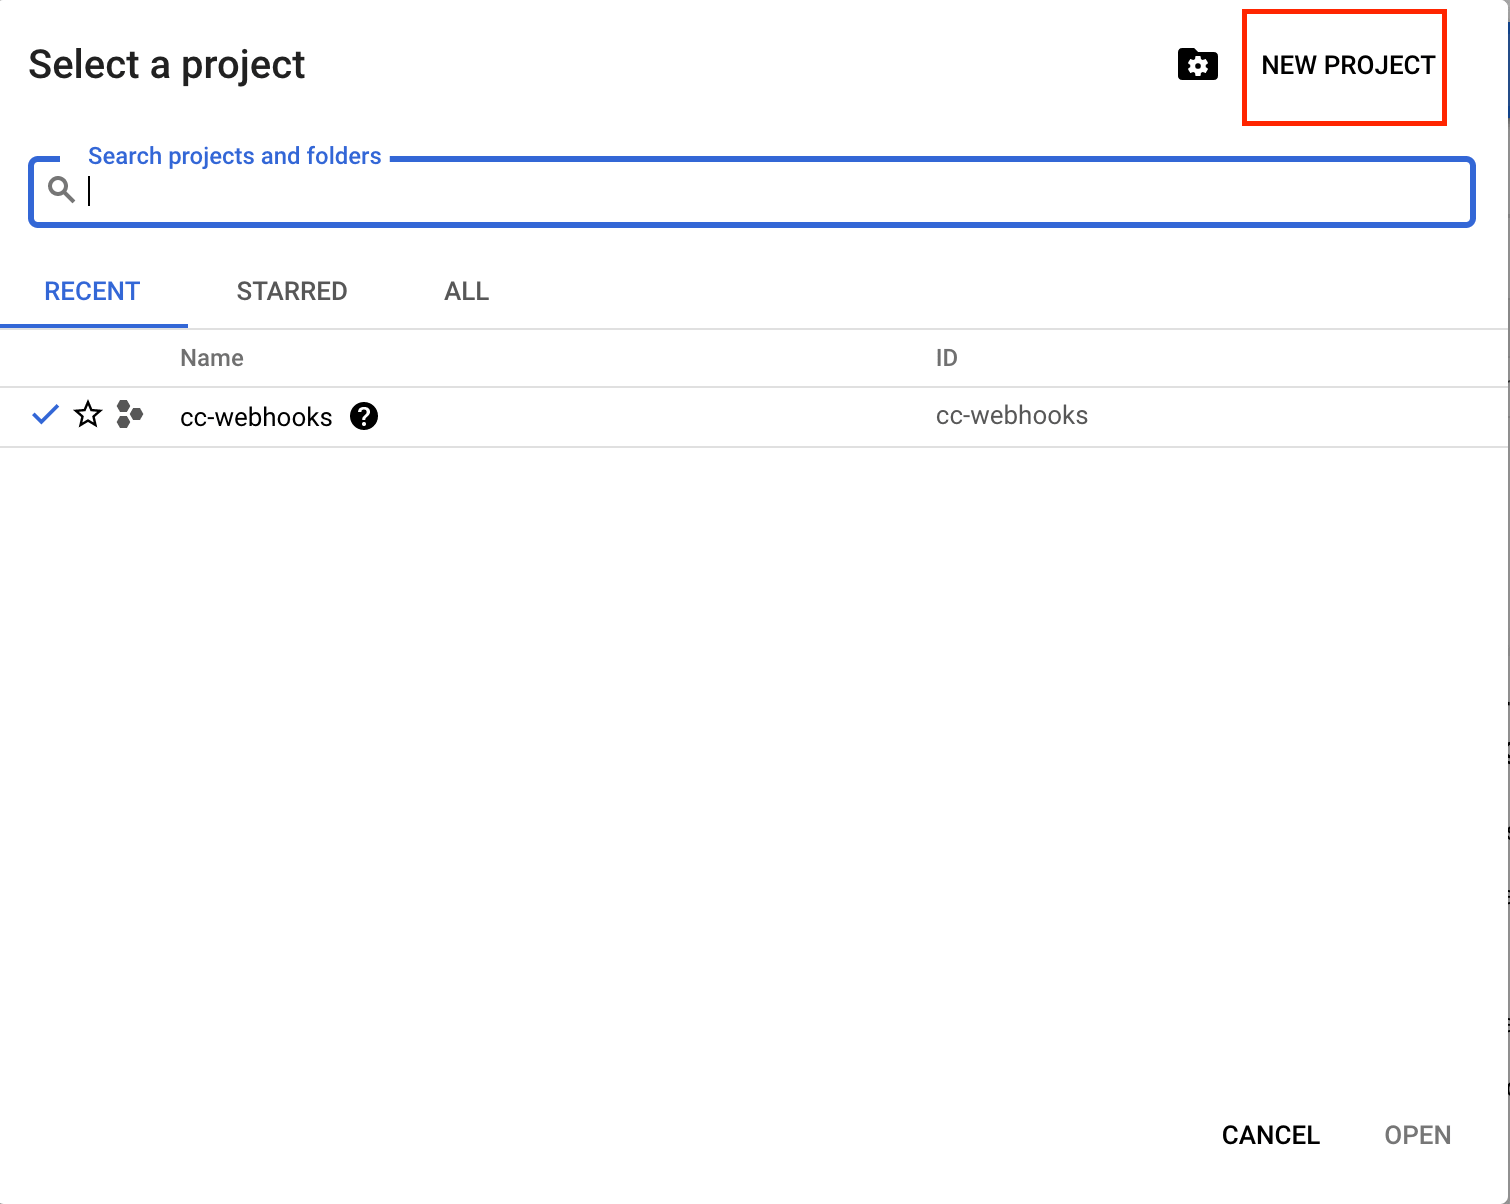 Select a project
NEW PROJECT
Search projects and folders
RECENT STARRED ALL
Name ID
cc-webhooks cc-webhooks
CANCEL OPEN